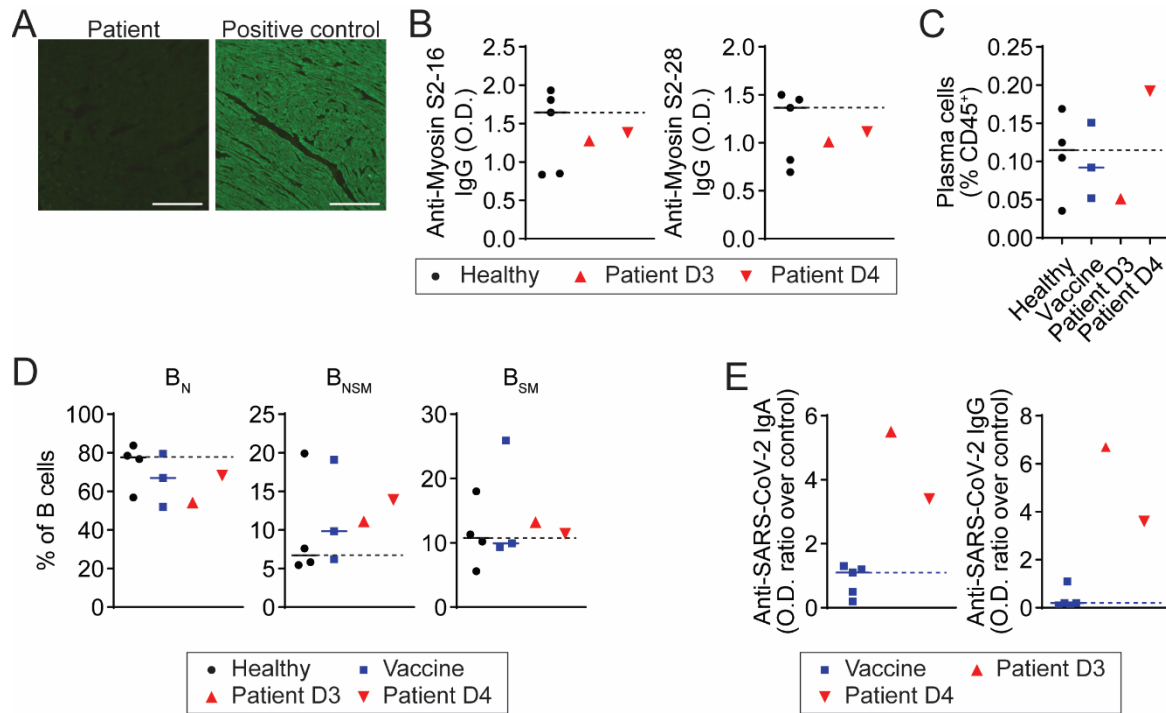 A
Patient
Positive control
B
Anti-Myosin S2-16
IgG (O.D.)
2.0
1.5
1.0
0.5
0.0
Anti-Myosin S2-28
IgG (O.D.)
2.0
1.5
1.0
0.5
0.0
Healthy
Patient D3
Patient D4
C
Plasma cells
(% CD45⁺)
0.25
0.20
0.15
0.10
0.05
0.00
Healthy
Vaccine
Patient D3
Patient D4
D
% of B cells
B_N
100
80
60
40
20
0
B_NSM
25
20
15
10
5
0
B_SM
30
20
10
0
Healthy
Vaccine
Patient D3
Patient D4
E
Anti-SARS-CoV-2 IgA
(O.D. ratio over control)
6
4
2
0
Anti-SARS-CoV-2 IgG
(O.D. ratio over control)
8
6
4
2
0
Vaccine
Patient D3
Patient D4